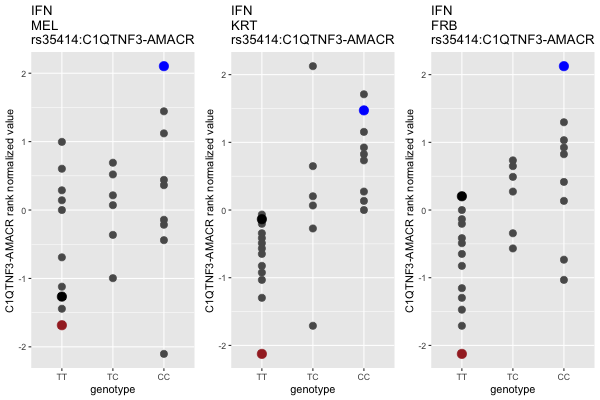 IFN
MEL
rs35414:C1QTNF3-AMACR
C1QTNF3-AMACR rank normalized value
2
1
0
-1
-2
TT
TC
CC
genotype
IFN
KRT
rs35414:C1QTNF3-AMACR
C1QTNF3-AMACR rank normalized value
2
1
0
-1
-2
TT
TC
CC
genotype
IFN
FRB
rs35414:C1QTNF3-AMACR
C1QTNF3-AMACR rank normalized value
2
1
0
-1
-2
TT
TC
CC
genotype